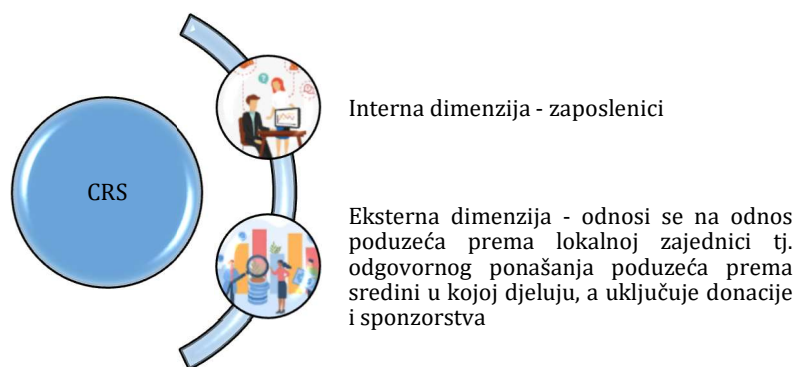 CRS
Interna dimenzija - zaposlenici
Eksterna dimenzija - odnosi se na odnos
poduzeća prema lokalnoj zajednici tj.
odgovornog ponašanja poduzeća prema
sredini u kojoj djeluju, a uključuje donacije
i sponzorstva